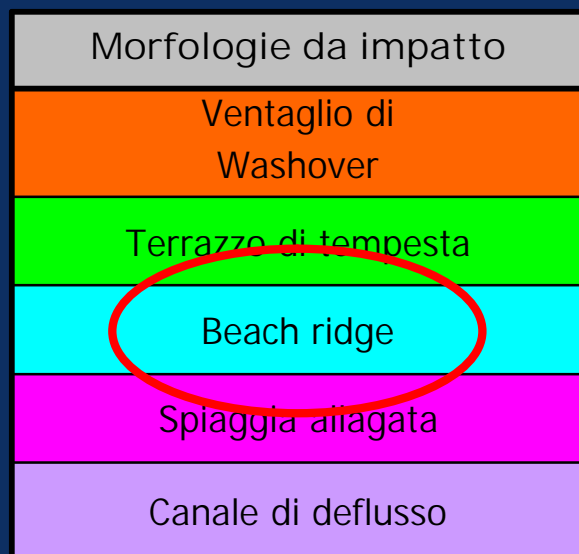 Morfologie da impatto
Ventaglio di
Washover
Terrazzo di tempesta
Beach ridge
Spiaggia allagata
Canale di deflusso